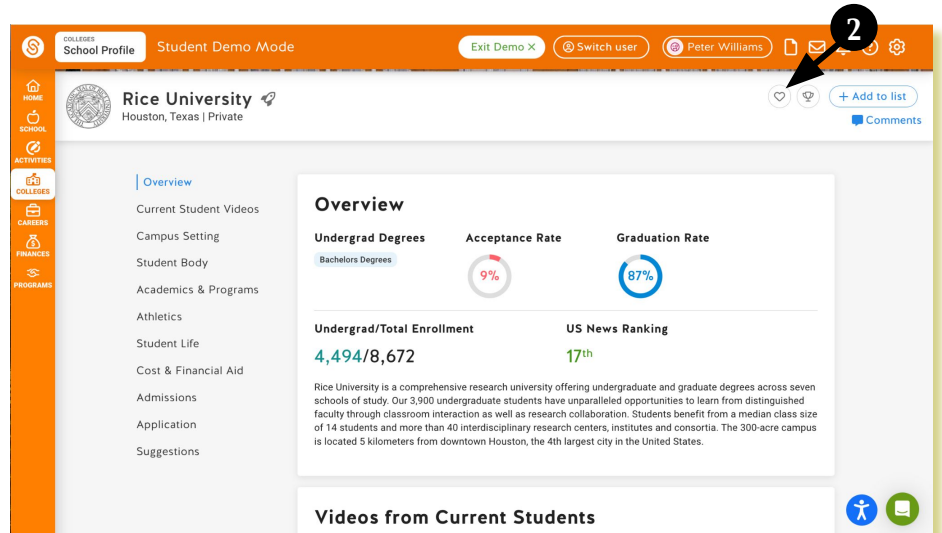 2
COLLEGES
School Profile
Student Demo Mode
Exit Demo ×
Switch user
Peter Williams
HOME
SCHOOL
ACTIVITIES
COLLEGES
CAREERS
FINANCES
PROGRAMS
Rice University
Houston, Texas | Private
+ Add to list
Comments
Overview
Current Student Videos
Campus Setting
Student Body
Academics & Programs
Athletics
Student Life
Cost & Financial Aid
Admissions
Application
Suggestions
Overview
Undergrad Degrees Acceptance Rate Graduation Rate
Bachelors Degrees
9% 87%
Undergrad/Total Enrollment US News Ranking
4,494/8,672 17th
Rice University is a comprehensive research university offering undergraduate and graduate degrees across seven
schools of study. Our 3,900 undergraduate students have unparalleled opportunities to learn from distinguished
faculty through classroom interaction as well as research collaboration. Students benefit from a median class size
of 14 students and more than 40 interdisciplinary research centers, institutes and consortia. The 300-acre campus
is located 5 kilometers from downtown Houston, the 4th largest city in the United States.
Videos from Current Students